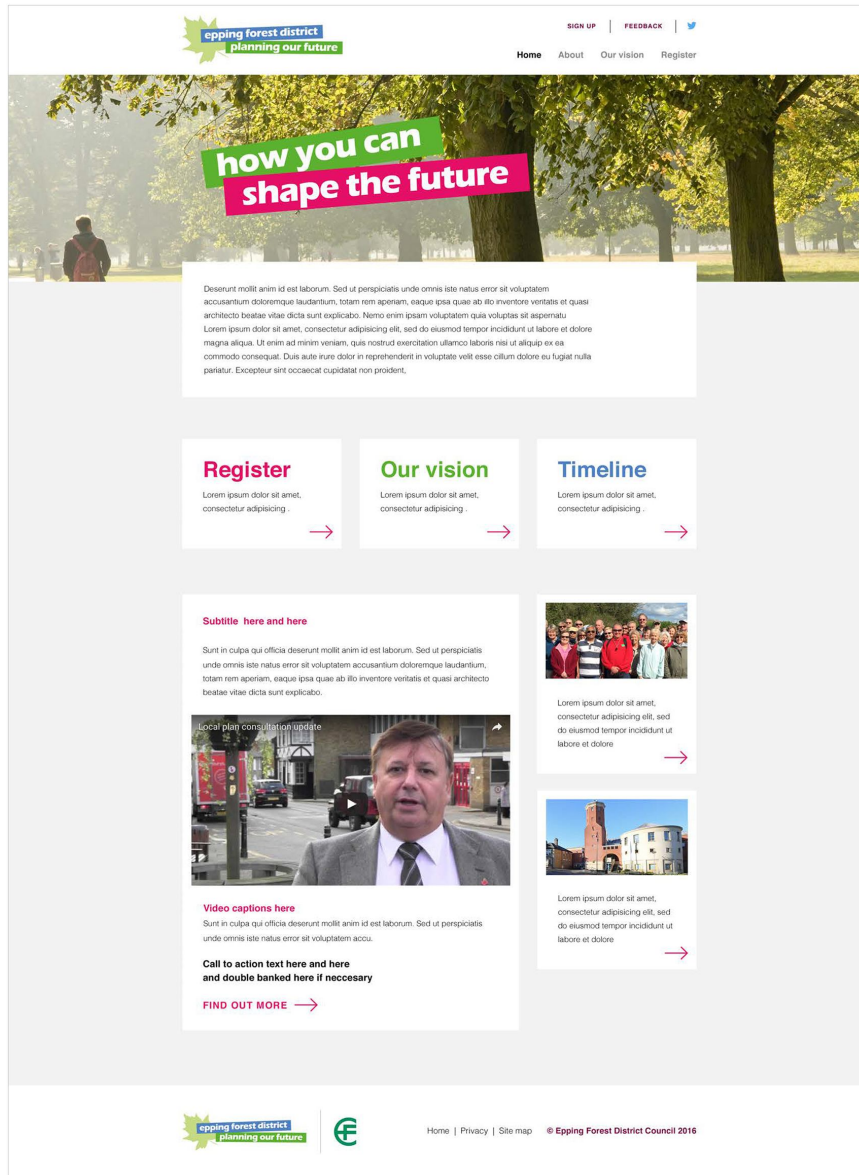 epping forest district
planning our future
SIGN UP | FEEDBACK |
Home About Our vision Register
how you can
shape the future
Deserunt mollit anim id est laborum. Sed ut perspiciatis unde omnis iste natus error sit voluptatem
accusantium doloremque laudantium, totam rem apenam, eaque ipsa quae ab illo inventore ventatis et quasi
architecto beatae vitae dicta sunt explicabo. Nemo enim ipsam voluptatem quia voluptas sit aspernatu
Lorem ipsum dolor sit amet, consectetur adipisicing elit, sed do eiusmod tempor incididunt ut labore et dolore
magna aliqua. Ut enim ad minim veniam, quis nostrud exercitation ullamco laboris nisi ut aliquip ex ea
commodo consequat. Duis aute irure dolor in reprehenderit in voluptate velit esse cillum dolore eu fugiat nulla
pariatur. Excepteur sint occaecat cupidatat non proident,
Register
Lorem ipsum dolor sit amet,
consectetur adipisicing .
Our vision
Lorem ipsum dolor sit amet,
consectetur adipisicing .
Timeline
Lorem ipsum dolor sit amet,
consectetur adipisicing .
Subtitle here and here
Sunt in culpa qui officia deserunt mollit anim id est laborum. Sed ut perspiciatis
unde omnis iste natus error sit voluptatem accusantium doloremque laudantium,
totam rem aperiam, eaque ipsa quae ab illo inventore veritatis et quasi architecto
beatae vitae dicta sunt explicabo.
Local plan consultation update
Video captions here
Sunt in culpa qui officia deserunt mollit anim id est laborum. Sed ut perspiciatis
unde omnis iste natus error sit voluptatem accu.
Call to action text here and here
and double banked here if neccesary
FIND OUT MORE
Lorem ipsum dolor sit amet,
consectetur adipisicing elit, sed
do eiusmod tempor incididunt ut
labore et dolore
Lorem ipsum dolor sit amet,
consectetur adipisicing elit, sed
do eiusmod tempor incididunt ut
labore et dolore
epping forest district
planning our future
Home | Privacy | Site map © Epping Forest District Council 2016